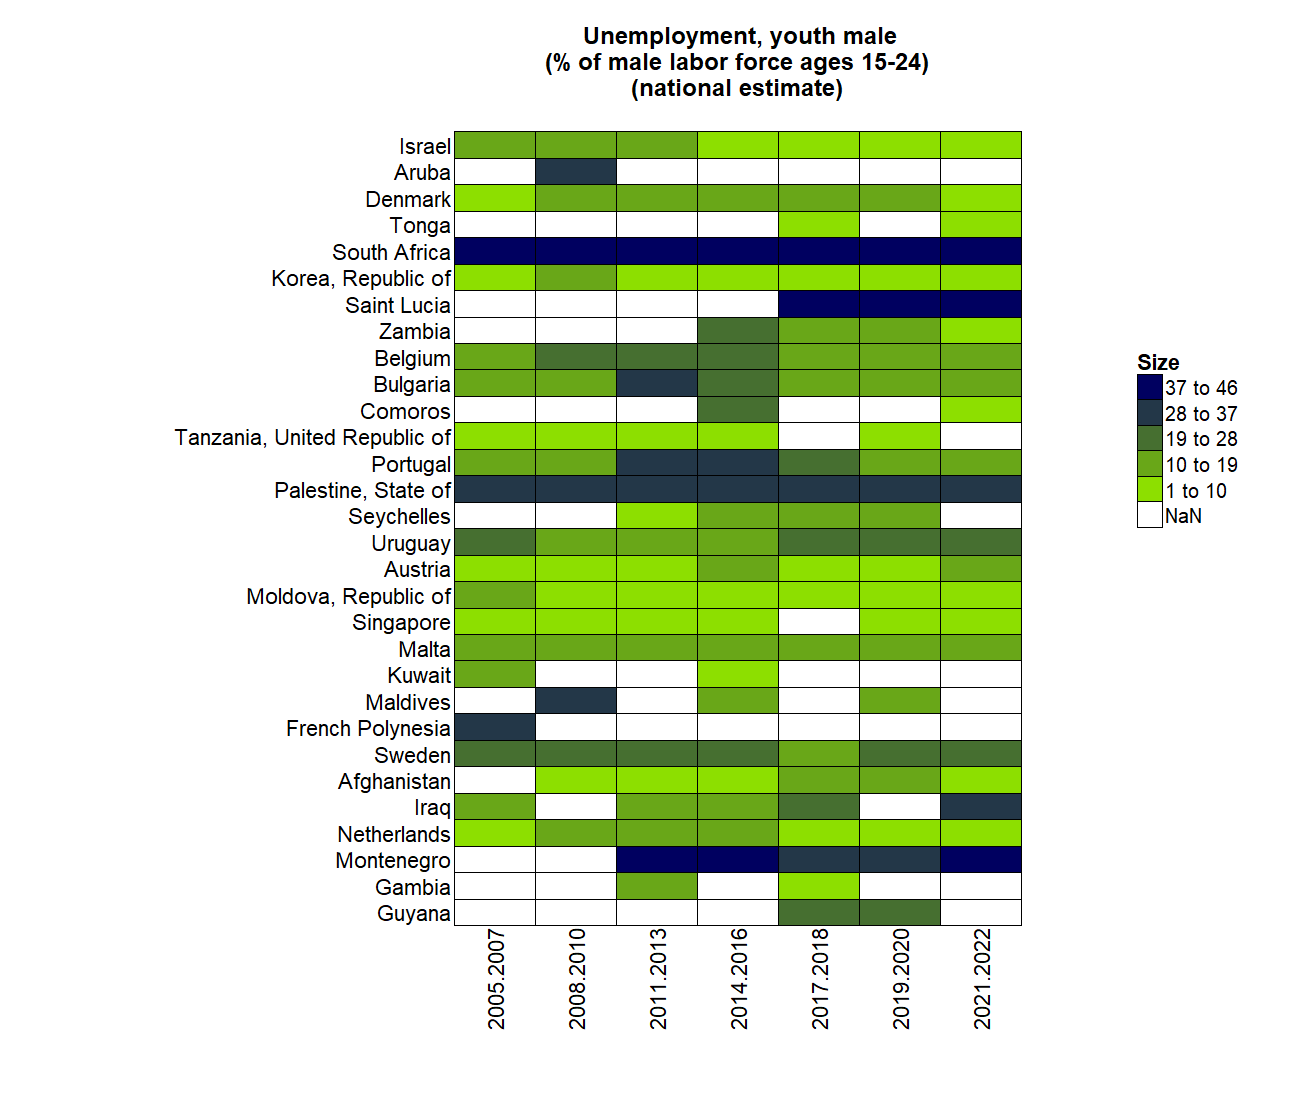 Unemployment, youth male
(% of male labor force ages 15-24)
(national estimate)
Israel
Aruba
Denmark
Tonga
South Africa
Korea, Republic of
Saint Lucia
Zambia
Belgium
Bulgaria
Comoros
Tanzania, United Republic of
Portugal
Palestine, State of
Seychelles
Uruguay
Austria
Moldova, Republic of
Singapore
Malta
Kuwait
Maldives
French Polynesia
Sweden
Afghanistan
Iraq
Netherlands
Montenegro
Gambia
Guyana
2005.2007
2008.2010
2011.2013
2014.2016
2017.2018
2019.2020
2021.2022
Size
37 to 46
28 to 37
19 to 28
10 to 19
1 to 10
NaN